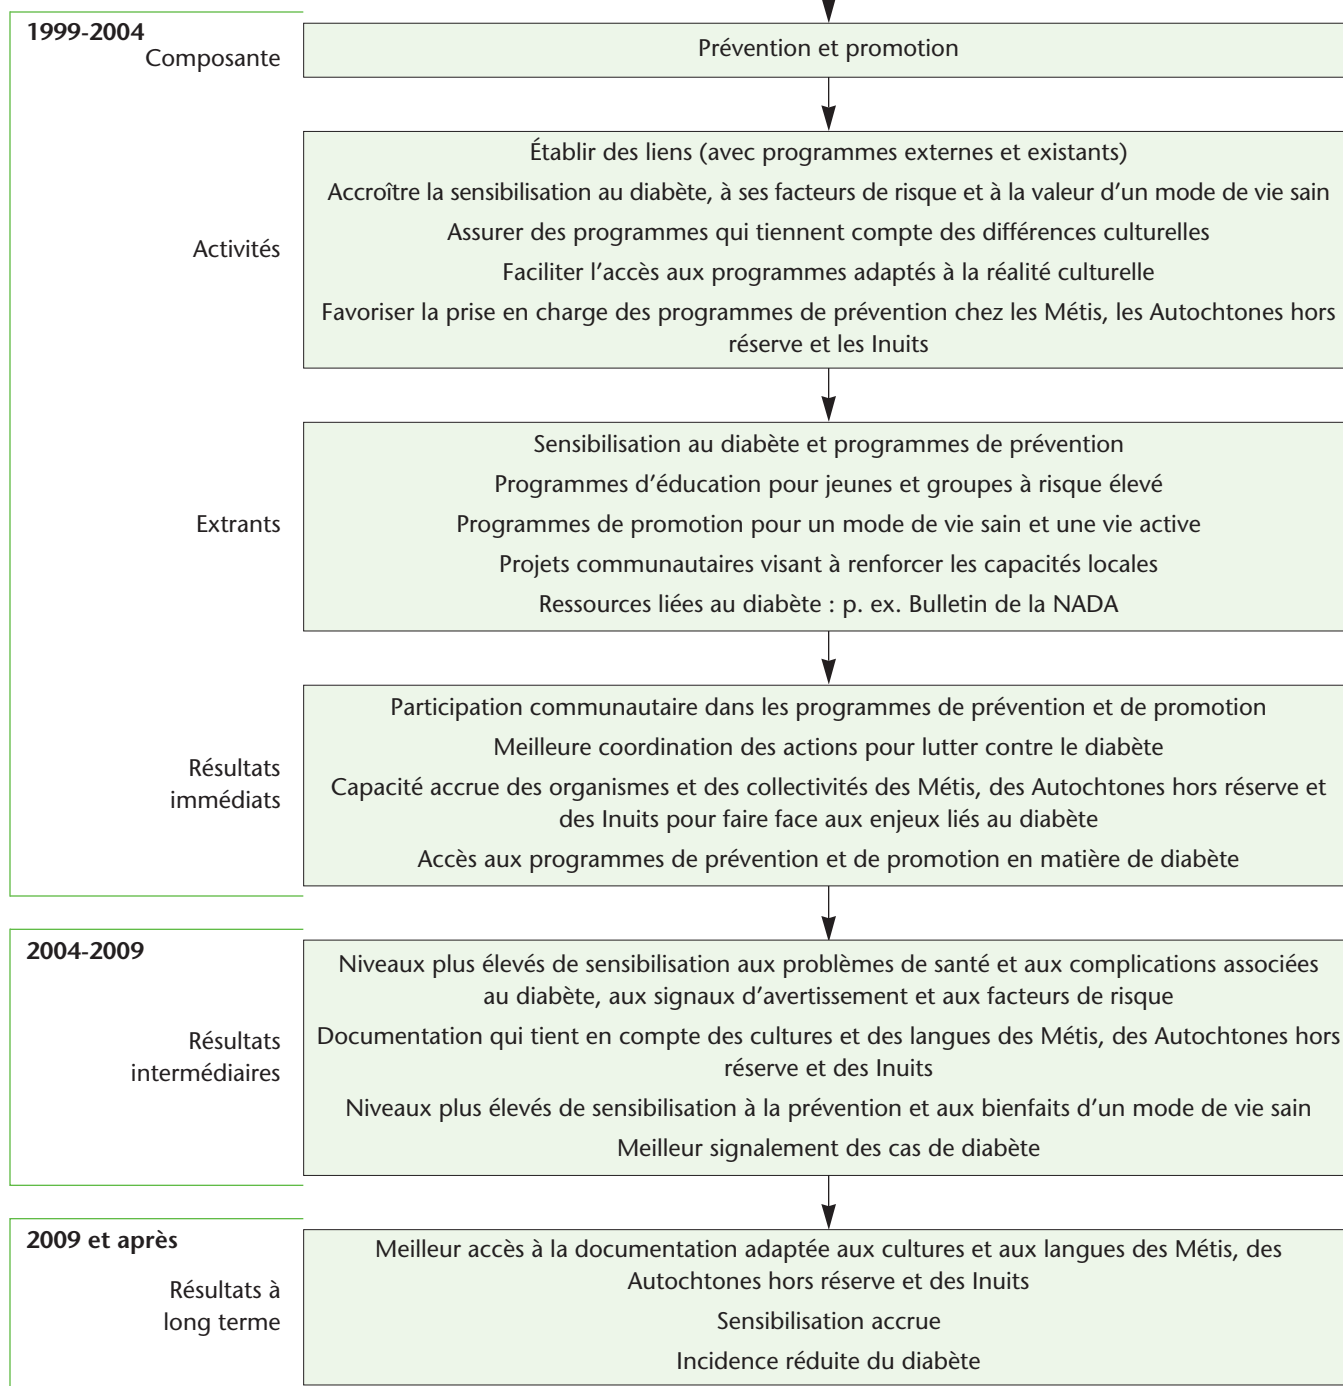 1999-2004
Composante
Prévention et promotion
Activités
Établir des liens (avec programmes externes et existants)
Accroître la sensibilisation au diabète, à ses facteurs de risque et à la valeur d’un mode de vie sain
Assurer des programmes qui tiennent compte des différences culturelles
Faciliter l’accès aux programmes adaptés à la réalité culturelle
Favoriser la prise en charge des programmes de prévention chez les Métis, les Autochtones hors
réserve et les Inuits
Extrants
Sensibilisation au diabète et programmes de prévention
Programmes d’éducation pour jeunes et groupes à risque élevé
Programmes de promotion pour un mode de vie sain et une vie active
Projets communautaires visant à renforcer les capacités locales
Ressources liées au diabète : p. ex. Bulletin de la NADA
Résultats
immédiats
Participation communautaire dans les programmes de prévention et de promotion
Meilleure coordination des actions pour lutter contre le diabète
Capacité accrue des organismes et des collectivités des Métis, des Autochtones hors réserve et
des Inuits pour faire face aux enjeux liés au diabète
Accès aux programmes de prévention et de promotion en matière de diabète
2004-2009
Résultats
intermédiaires
Niveaux plus élevés de sensibilisation aux problèmes de santé et aux complications associées
au diabète, aux signaux d’avertissement et aux facteurs de risque
Documentation qui tient en compte des cultures et des langues des Métis, des Autochtones hors
réserve et des Inuits
Niveaux plus élevés de sensibilisation à la prévention et aux bienfaits d’un mode de vie sain
Meilleur signalement des cas de diabète
2009 et après
Résultats à
long terme
Meilleur accès à la documentation adaptée aux cultures et aux langues des Métis, des
Autochtones hors réserve et des Inuits
Sensibilisation accrue
Incidence réduite du diabète